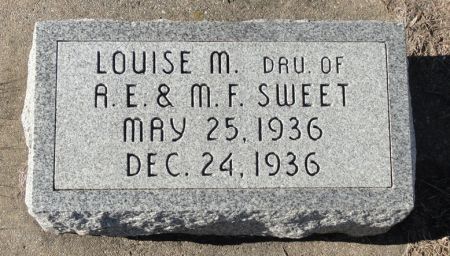 LOUISE M. DAU. OF
A. E. & M. F. SWEET
MAY 25, 1936
DEC. 24, 1936